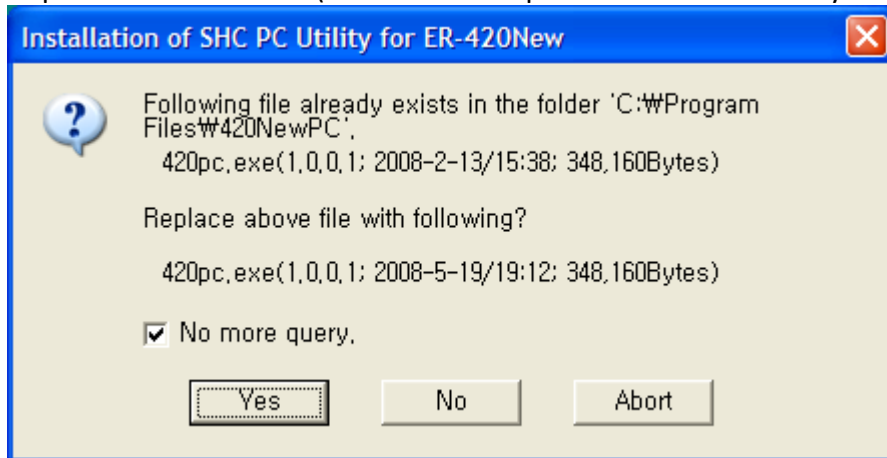 Installation of SHC PC Utility for ER-420New
Following file already exists in the folder 'C:₩Program
Files₩420NewPC',
420pc,exe(1,0,0,1; 2008-2-13/15:38; 348,160Bytes)
Replace above file with following?
420pc,exe(1,0,0,1; 2008-5-19/19:12; 348,160Bytes)
No more query,
Yes No Abort